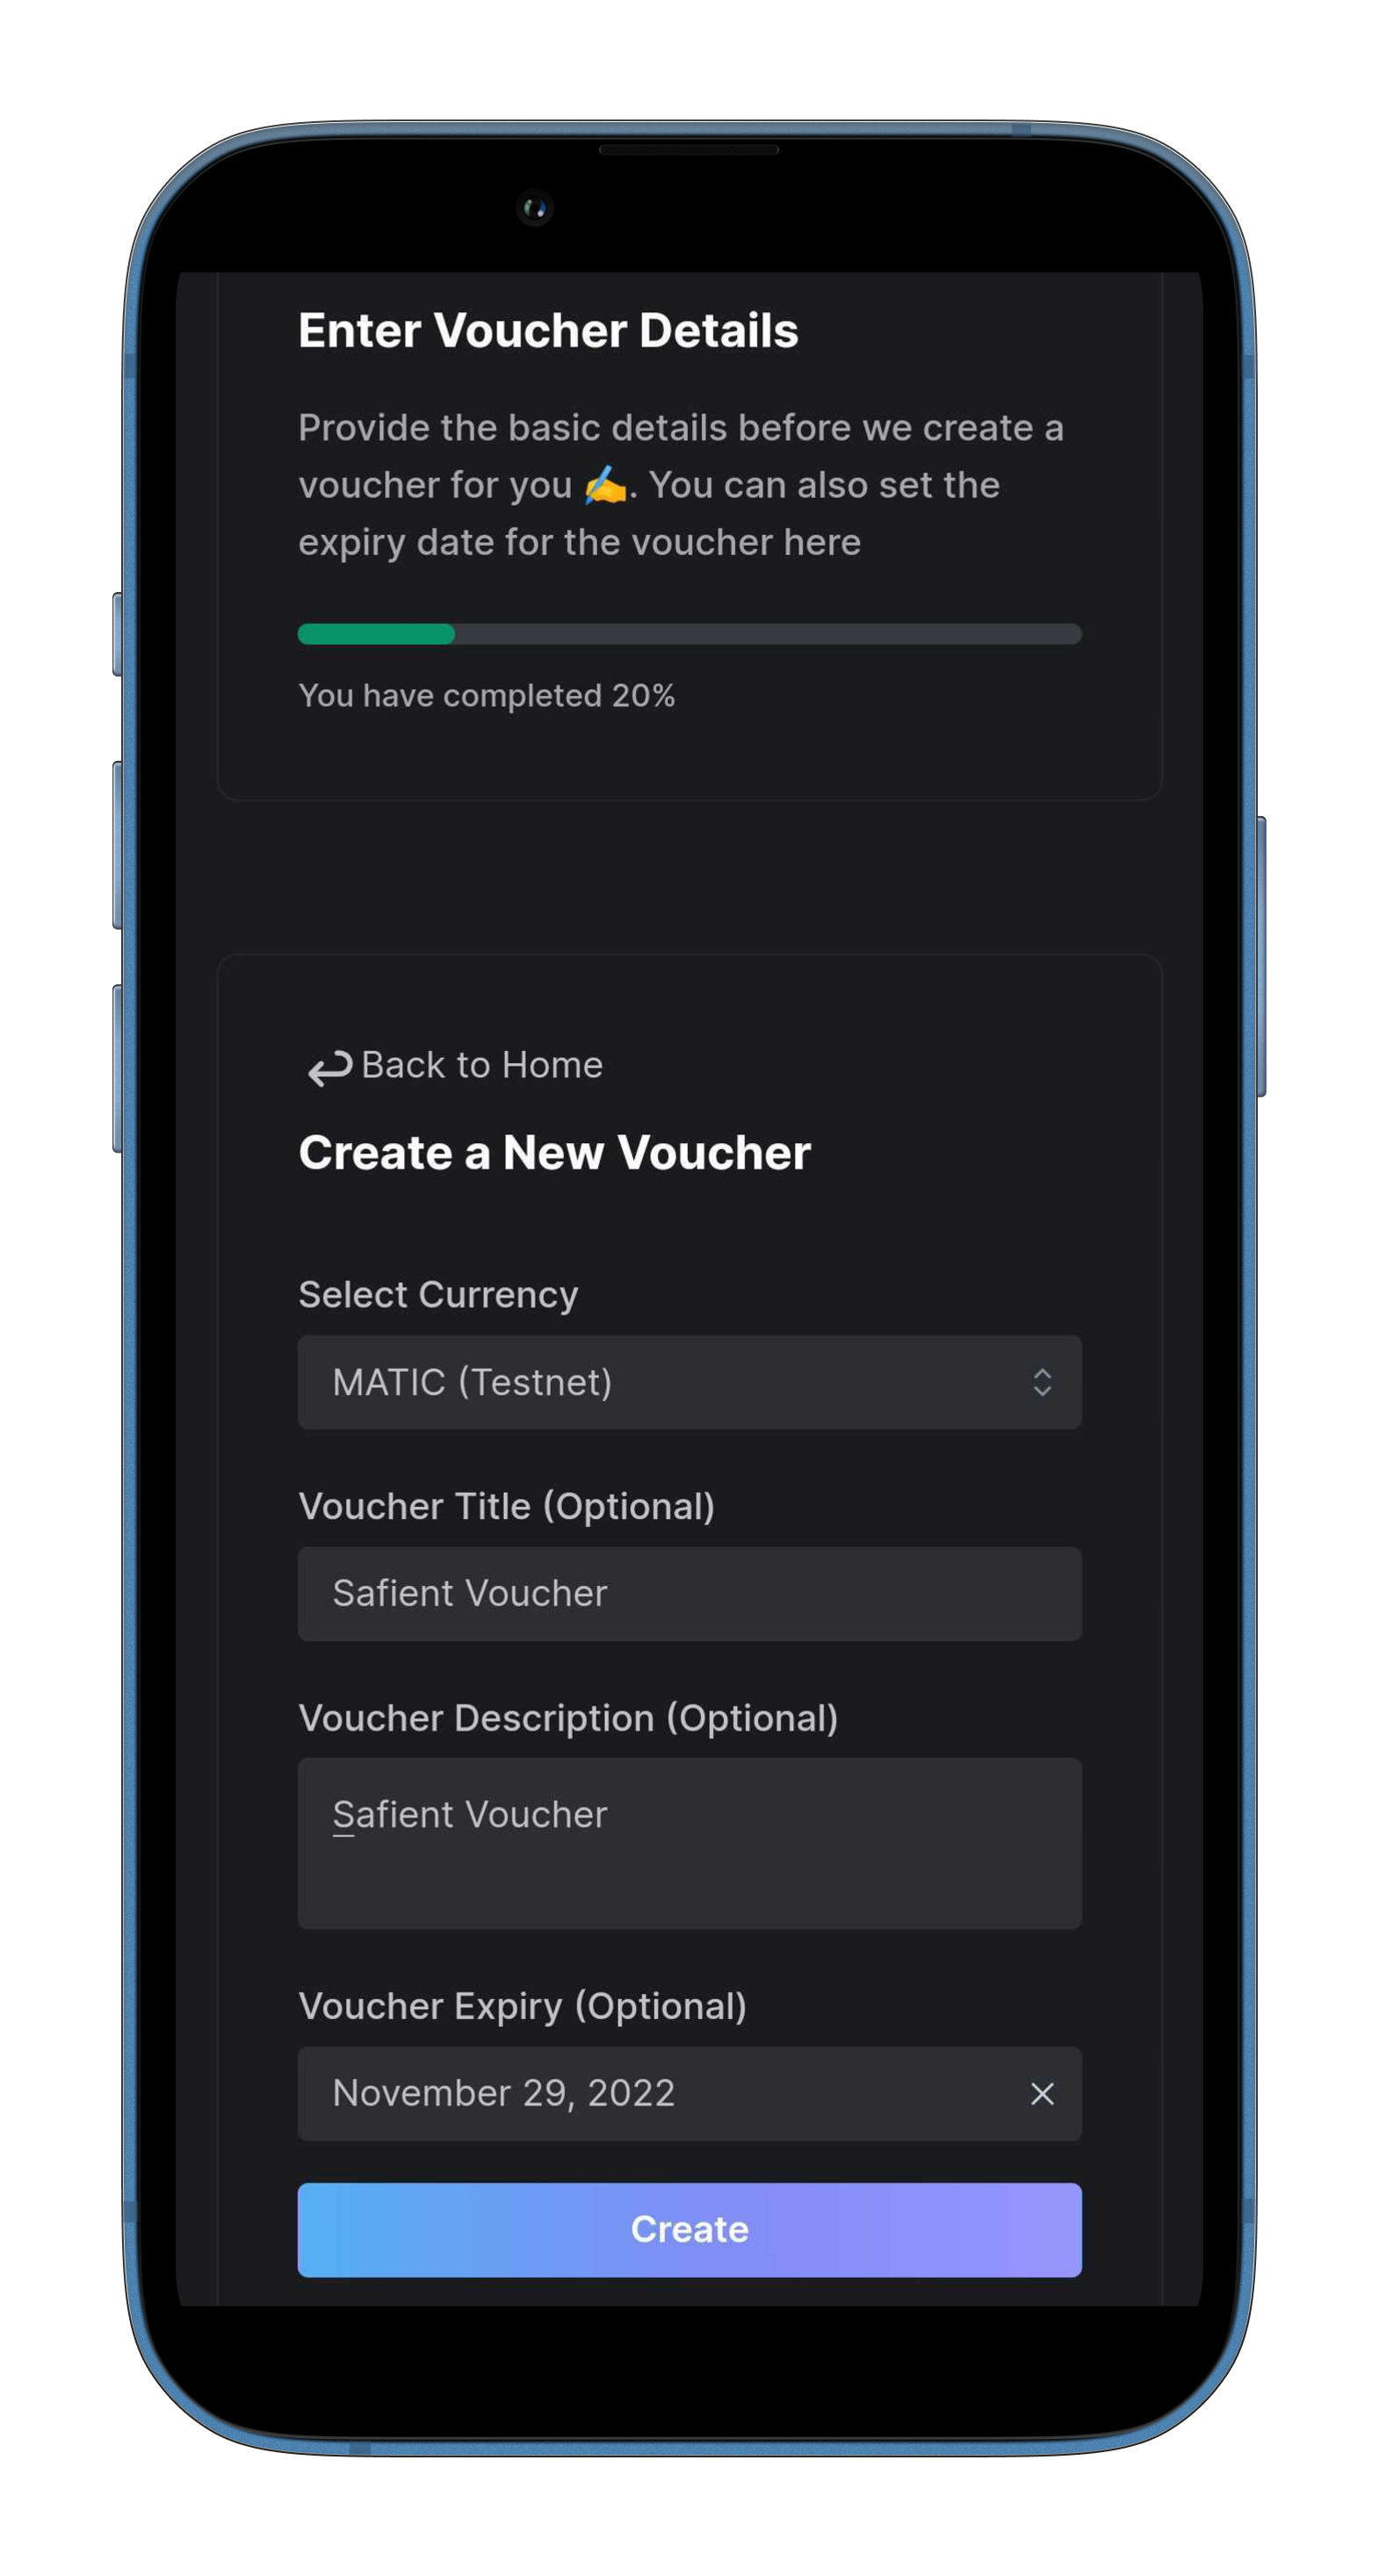 Enter Voucher Details
Provide the basic details before we create a
voucher for you ✍️. You can also set the
expiry date for the voucher here
You have completed 20%
Back to Home
Create a New Voucher
Select Currency
MATIC (Testnet)
Voucher Title (Optional)
Safient Voucher
Voucher Description (Optional)
Safient Voucher
Voucher Expiry (Optional)
November 29, 2022
Create